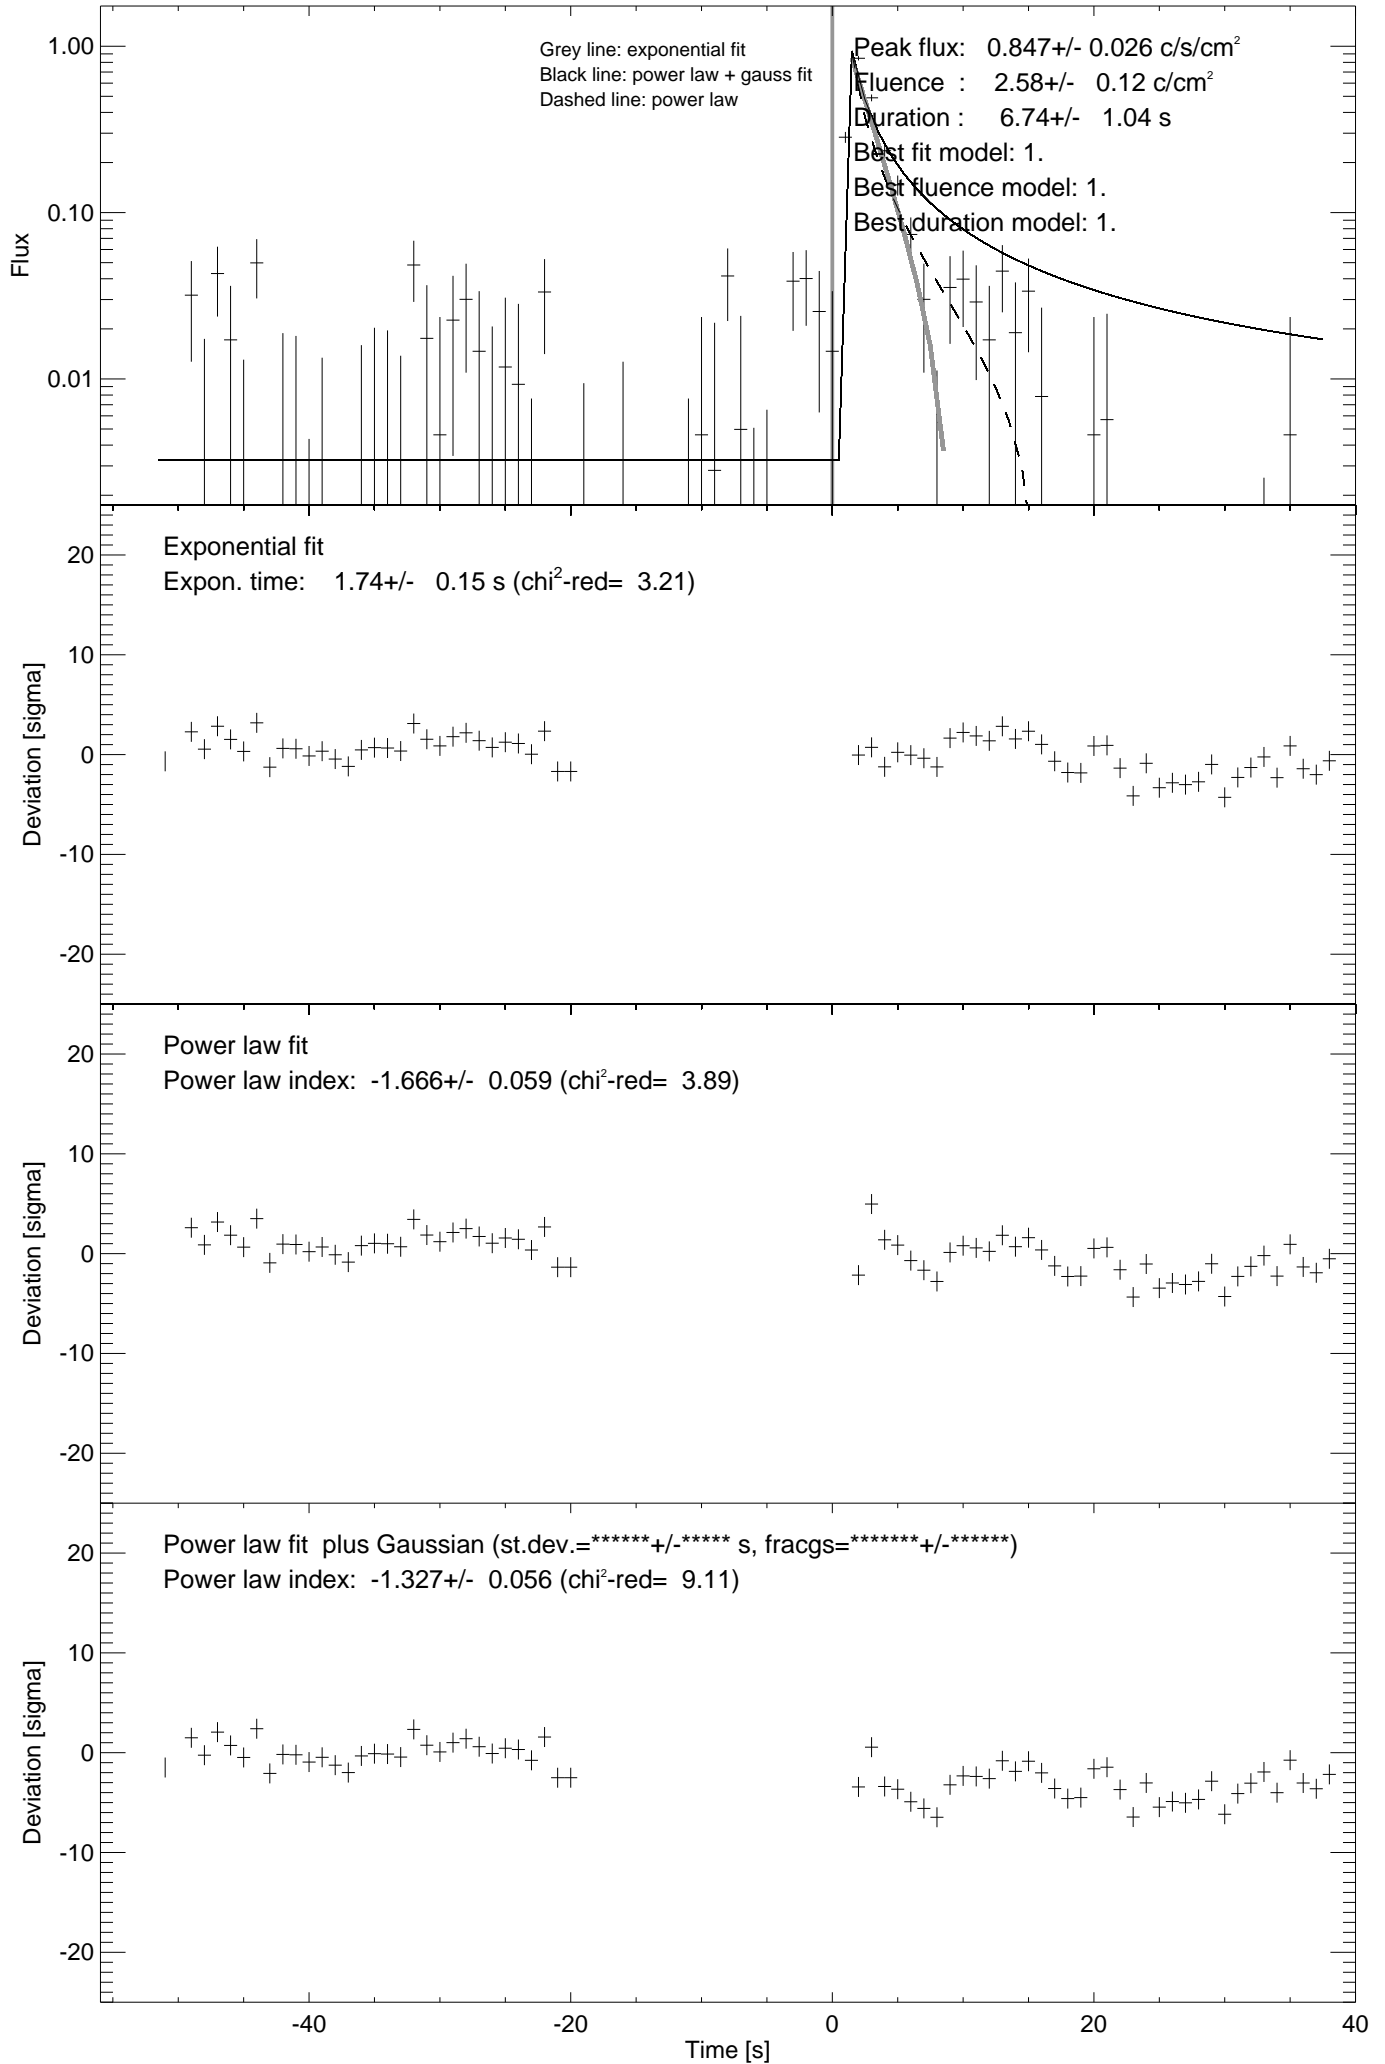 Grey line: exponential fit
Black line: power law + gauss fit
Dashed line: power law
Peak flux: 0.847+/- 0.026 c/s/cm²
Fluence : 2.58+/- 0.12 c/cm²
Duration : 6.74+/- 1.04 s
Best fit model: 1.
Best fluence model: 1.
Best duration model: 1.
1.00
0.10
0.01
Flux
Exponential fit
Expon. time: 1.74+/- 0.15 s (chi²-red= 3.21)
20
10
0
-10
-20
Deviation [sigma]
Power law fit
Power law index: -1.666+/- 0.059 (chi²-red= 3.89)
20
10
0
-10
-20
Deviation [sigma]
Power law fit plus Gaussian (st.dev.=******+/-***** s, fracgs=*******+/-******)
Power law index: -1.327+/- 0.056 (chi²-red= 9.11)
20
10
0
-10
-20
Deviation [sigma]
-40 -20 0 20 40
Time [s]